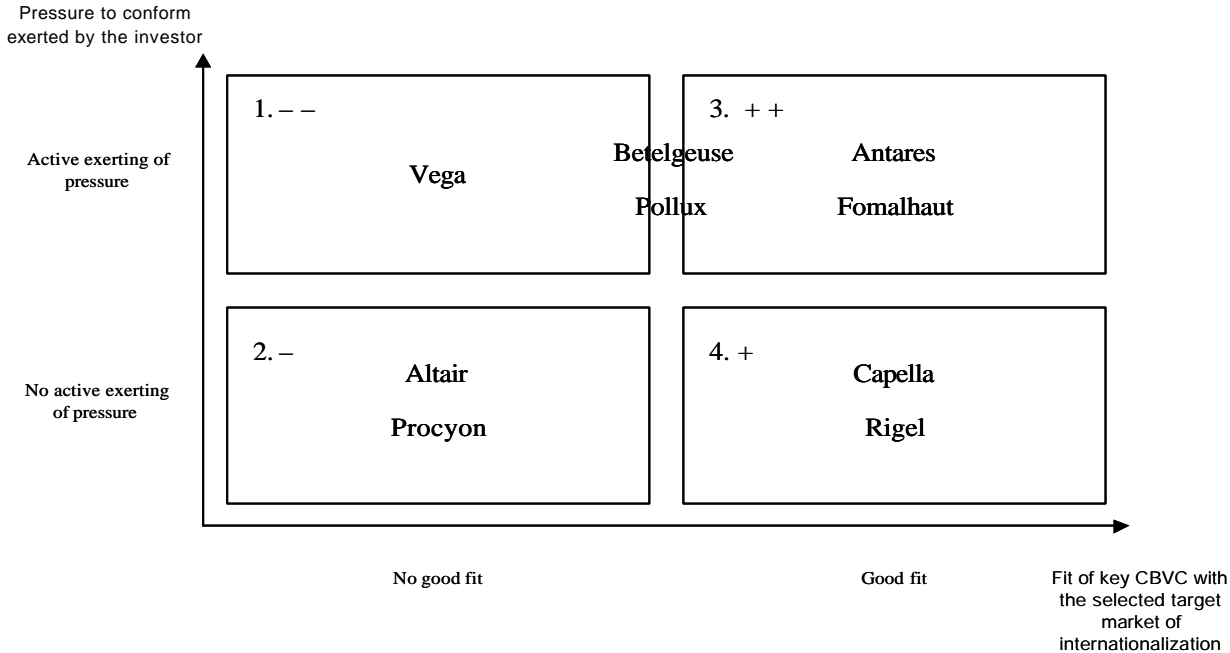 Pressure to conform
exerted by the investor
Active exerting of
pressure
1. – –
Vega
Betelgeuse
Pollux
3. + +
Antares
Fomalhaut
No active exerting
of pressure
2. –
Altair
Procyon
4. +
Capella
Rigel
No good fit
Good fit
Fit of key CBVC with
the selected target
market of
internationalization